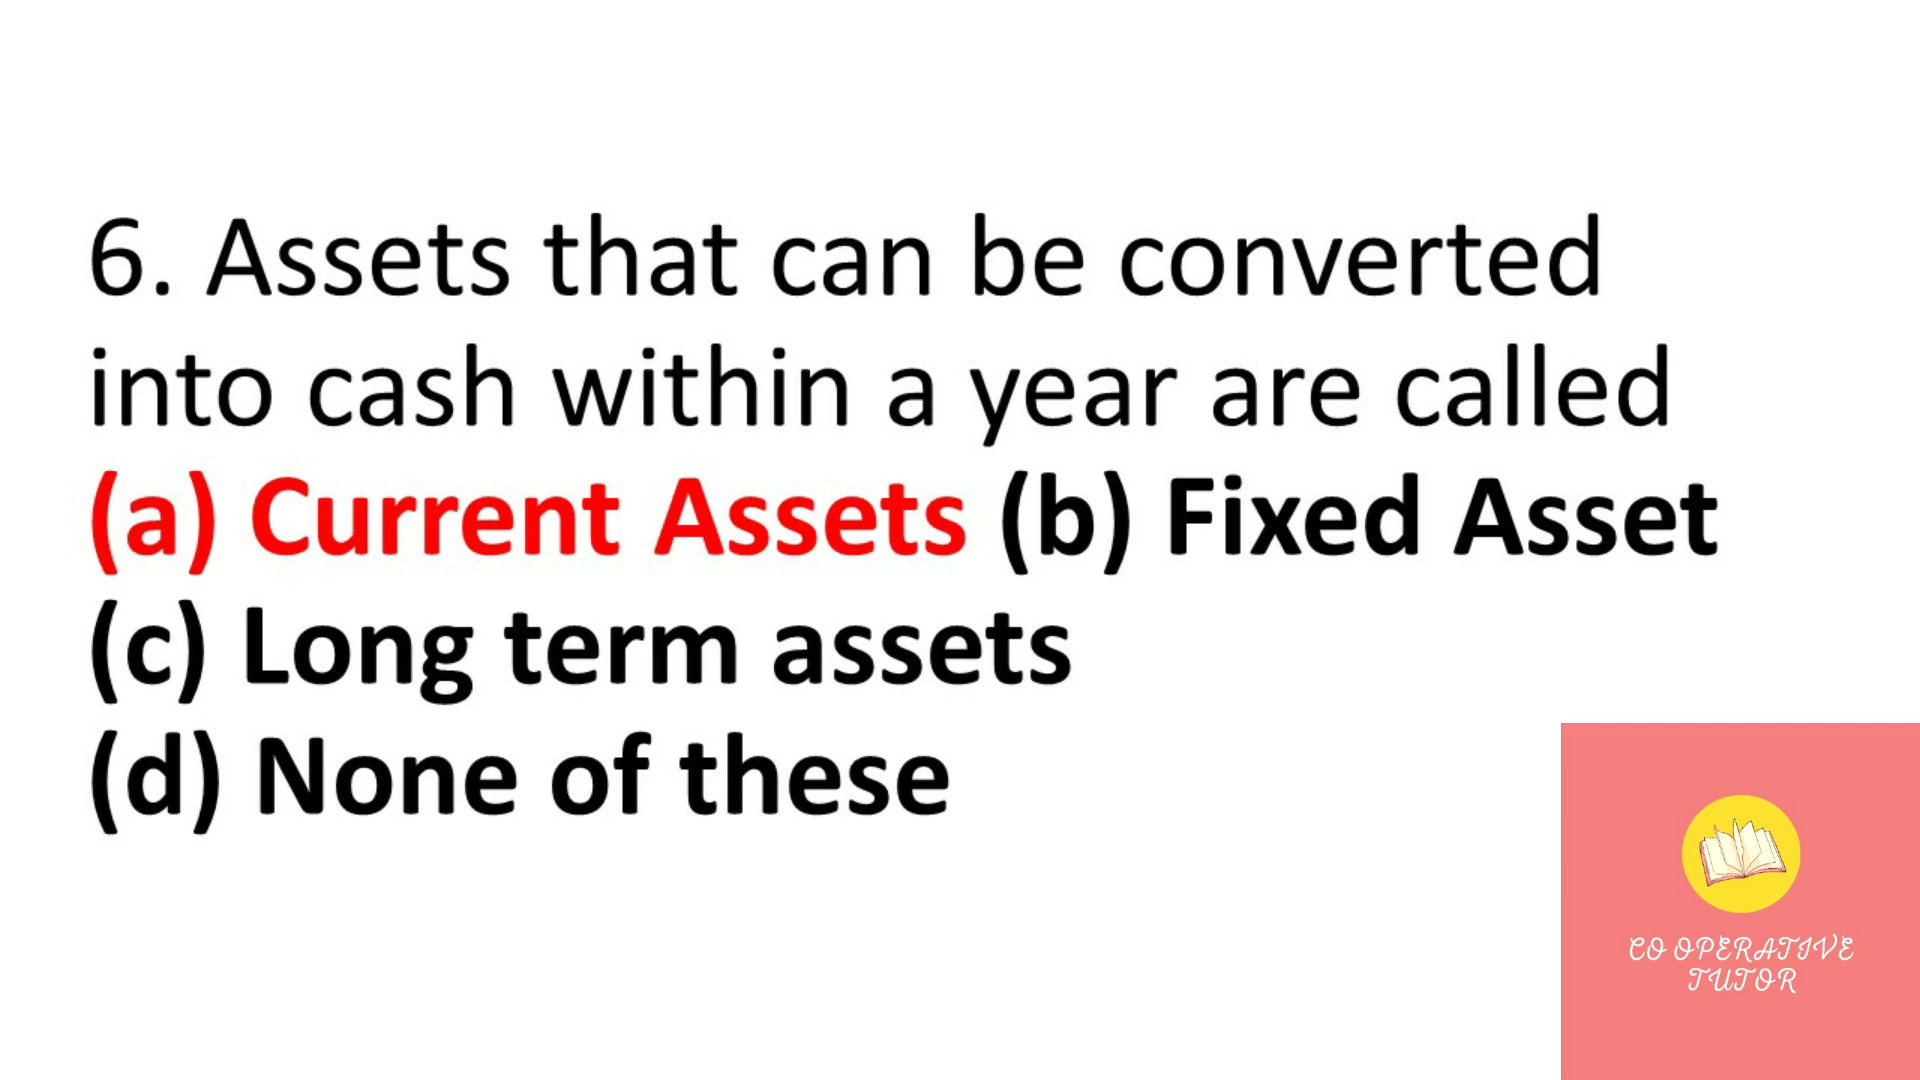 6. Assets that can be converted
into cash within a year are called
(a) Current Assets (b) Fixed Asset
(c) Long term assets
(d) None of these
CO OPERATIVE
TUTOR